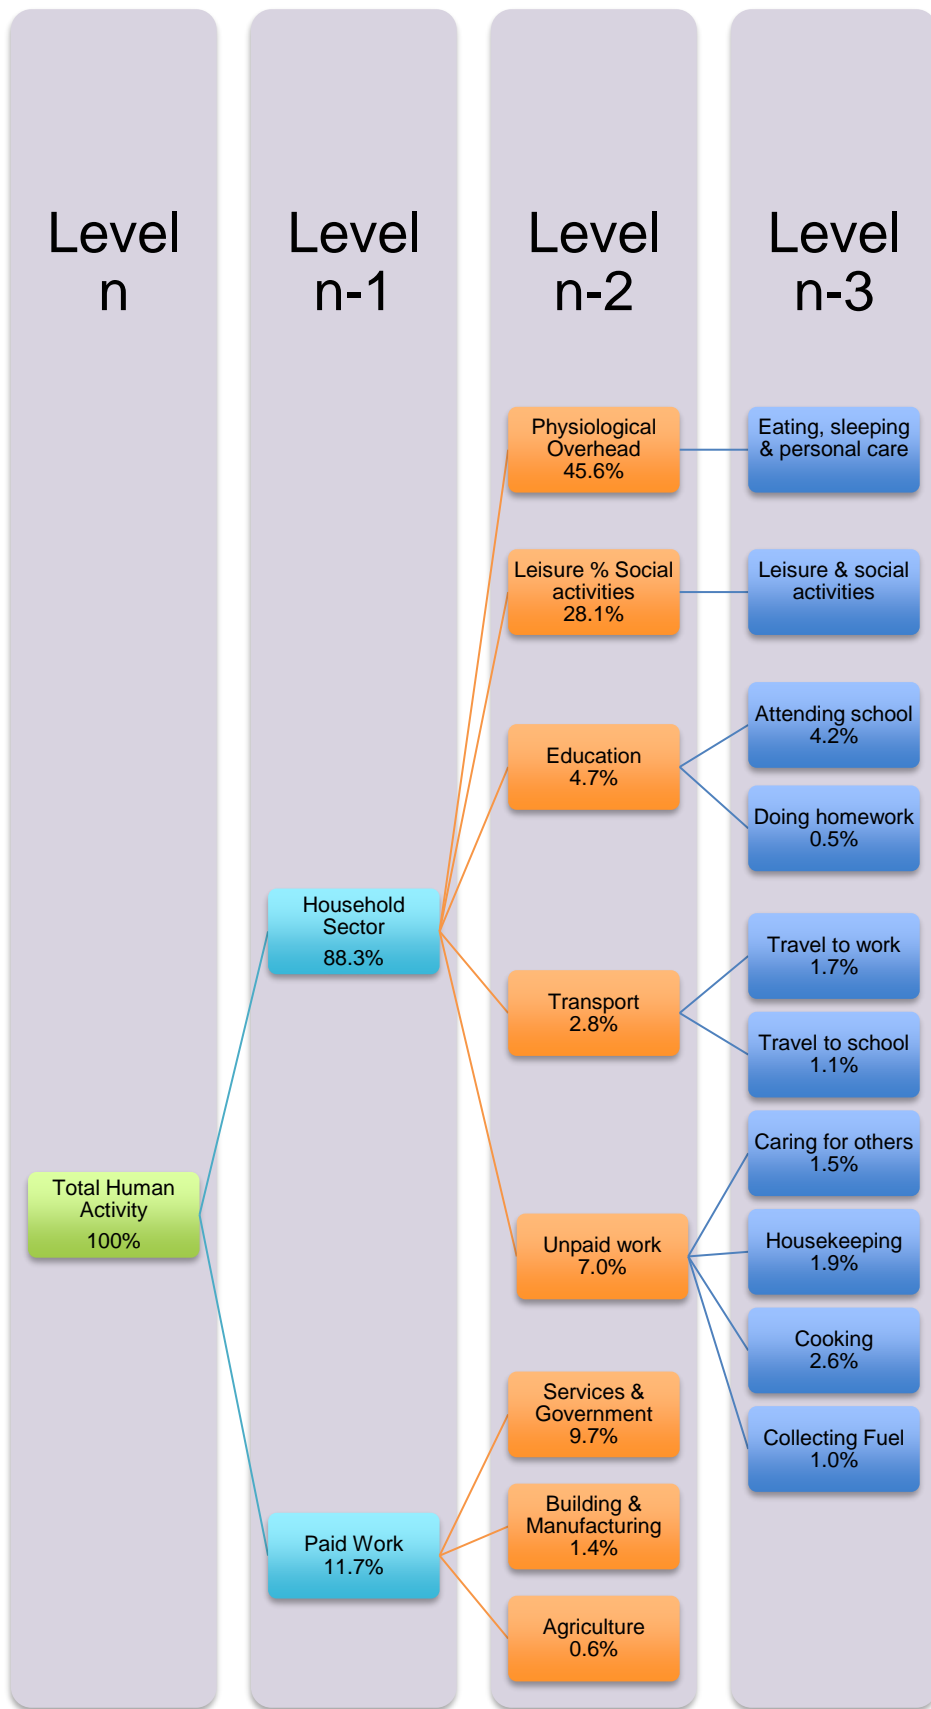 Level
n
Level
n-1
Level
n-2
Level
n-3
Total Human
Activity
100%
Household
Sector
88.3%
Paid Work
11.7%
Physiological
Overhead
45.6%
Leisure % Social
activities
28.1%
Education
4.7%
Transport
2.8%
Unpaid work
7.0%
Services &
Government
9.7%
Building &
Manufacturing
1.4%
Agriculture
0.6%
Eating, sleeping
& personal care
Leisure & social
activities
Attending school
4.2%
Doing homework
0.5%
Travel to work
1.7%
Travel to school
1.1%
Caring for others
1.5%
Housekeeping
1.9%
Cooking
2.6%
Collecting Fuel
1.0%